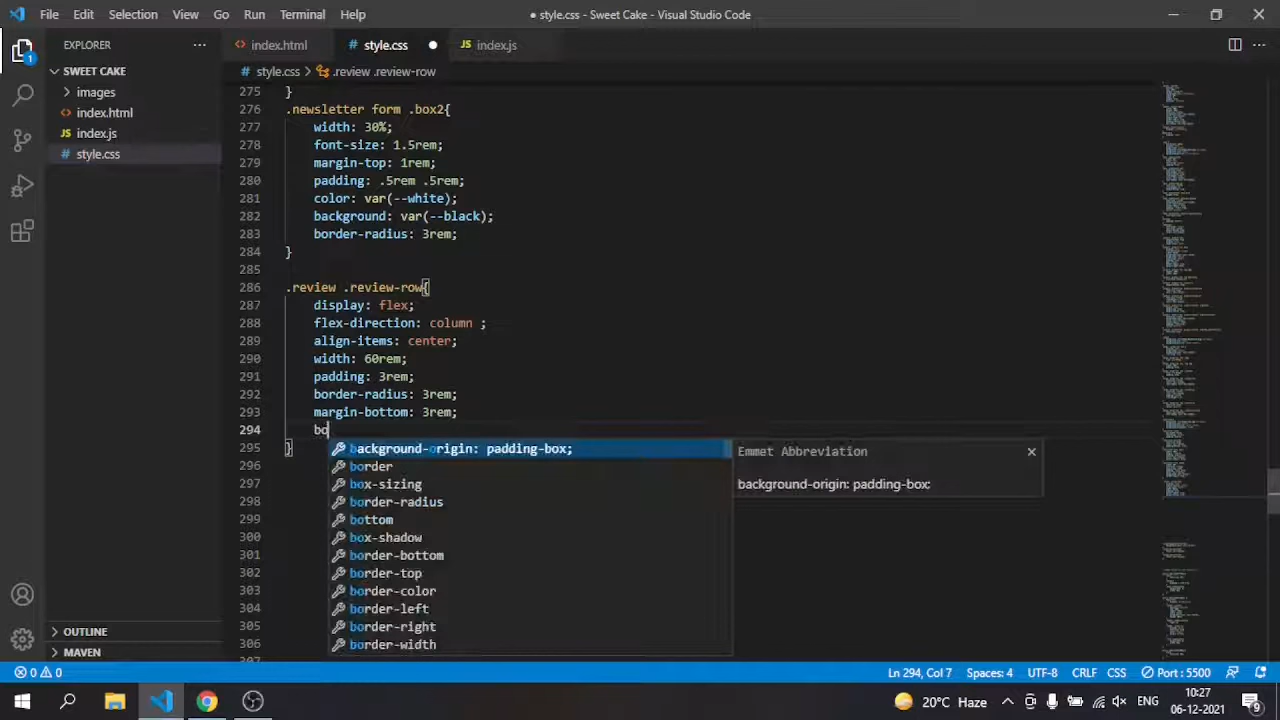 File Edit Selection View Go Run Terminal Help
● style.css - Sweet Cake - Visual Studio Code
EXPLORER
index.html
# style.css
JS index.js
SWEET CAKE
# style.css > .review .review-row
images
index.html
JS index.js
# style.css
275 }
276 .newsletter form .box2{
277 width: 30%;
278 font-size: 1.5rem;
279 margin-top: 1rem;
280 padding: .5rem .5rem;
281 color: var(--white);
282 background: var(--black);
283 border-radius: 3rem;
284 }
285
286 .review .review-row{
287 display: flex;
288 flex-direction: column;
289 align-items: center;
290 width: 60rem;
291 padding: 3rem;
292 border-radius: 3rem;
293 margin-bottom: 3rem;
294 bo
295 }
296
297
298
299
300
301
302
303
304
305
306
307
background-origin: padding-box;
border
box-sizing
border-radius
bottom
box-shadow
border-bottom
border-top
border-color
border-left
border-right
border-width
Emmet Abbreviation
background-origin: padding-box;
OUTLINE
MAVEN
0 0
Ln 294, Col 7 Spaces: 4 UTF-8 CRLF CSS Port : 5500
20°C Haze ENG
10:27
06-12-2021
9